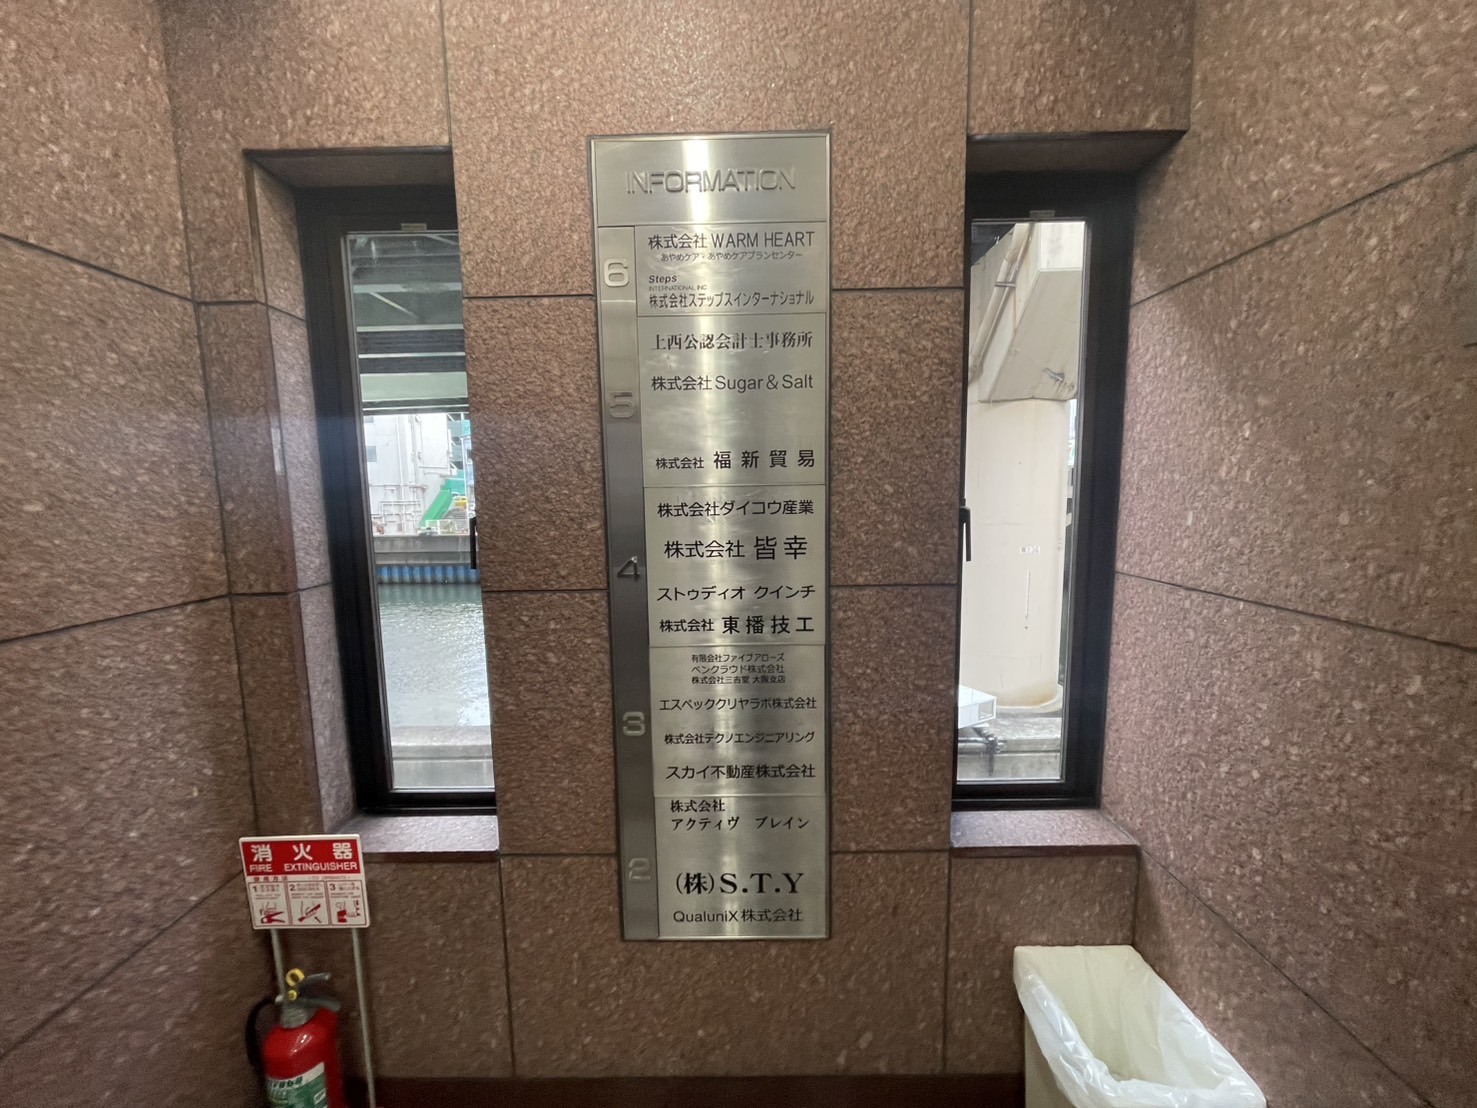 INFORMATION
6
株式会社 WARM HEART
あやめケア・あやめケアプランセンター
Steps
INTERNATIONAL INC
株式会社ステップスインターナショナル
5
上西公認会計士事務所
株式会社 Sugar & Salt
株式会社 福新貿易
4
株式会社ダイコウ産業
株式会社 皆幸
ストゥディオ クインチ
株式会社 東播技工
3
有限会社ファイブアローズ
ペンクラウド株式会社
株式会社三吉堂 大阪支店
エスペッククリヤラボ株式会社
株式会社テクノエンジニアリング
スカイ不動産株式会社
2
株式会社
アクティヴ ブレイン
(株)S.T.Y
QualuniX 株式会社
消火器
FIRE EXTINGUISHER
使用方法
1
2
3